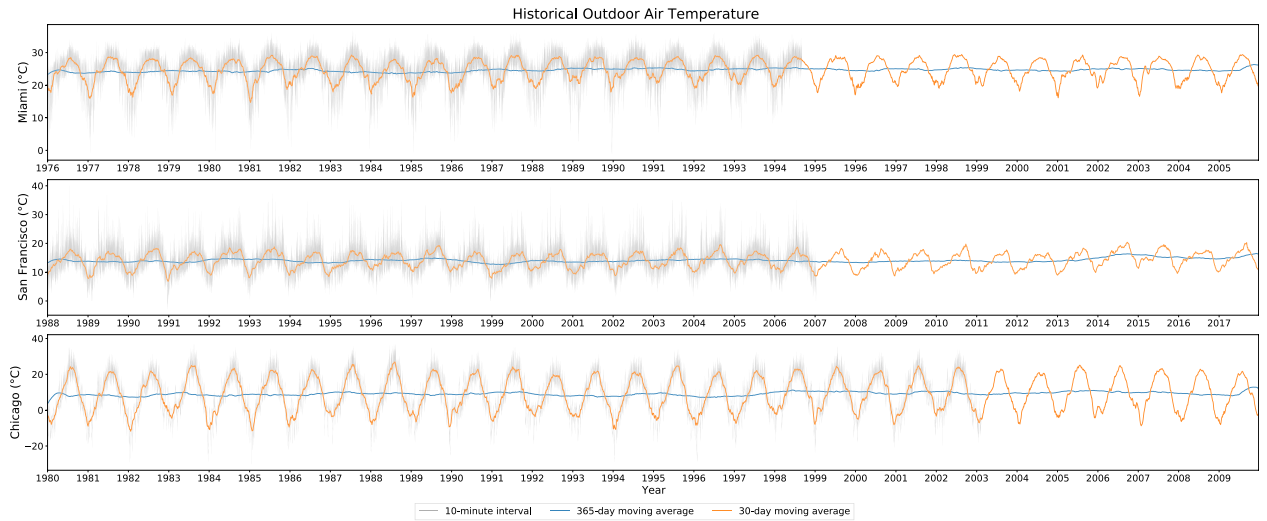 Historical Outdoor Air Temperature
Miami (°C)
30
20
10
0
1976 1977 1978 1979 1980 1981 1982 1983 1984 1985 1986 1987 1988 1989 1990 1991 1992 1993 1994 1995 1996 1997 1998 1999 2000 2001 2002 2003 2004 2005
San Francisco (°C)
40
30
20
10
0
1988 1989 1990 1991 1992 1993 1994 1995 1996 1997 1998 1999 2000 2001 2002 2003 2004 2005 2006 2007 2008 2009 2010 2011 2012 2013 2014 2015 2016 2017
Chicago (°C)
40
20
0
−20
1980 1981 1982 1983 1984 1985 1986 1987 1988 1989 1990 1991 1992 1993 1994 1995 1996 1997 1998 1999 2000 2001 2002 2003 2004 2005 2006 2007 2008 2009
Year
10-minute interval 365-day moving average 30-day moving average